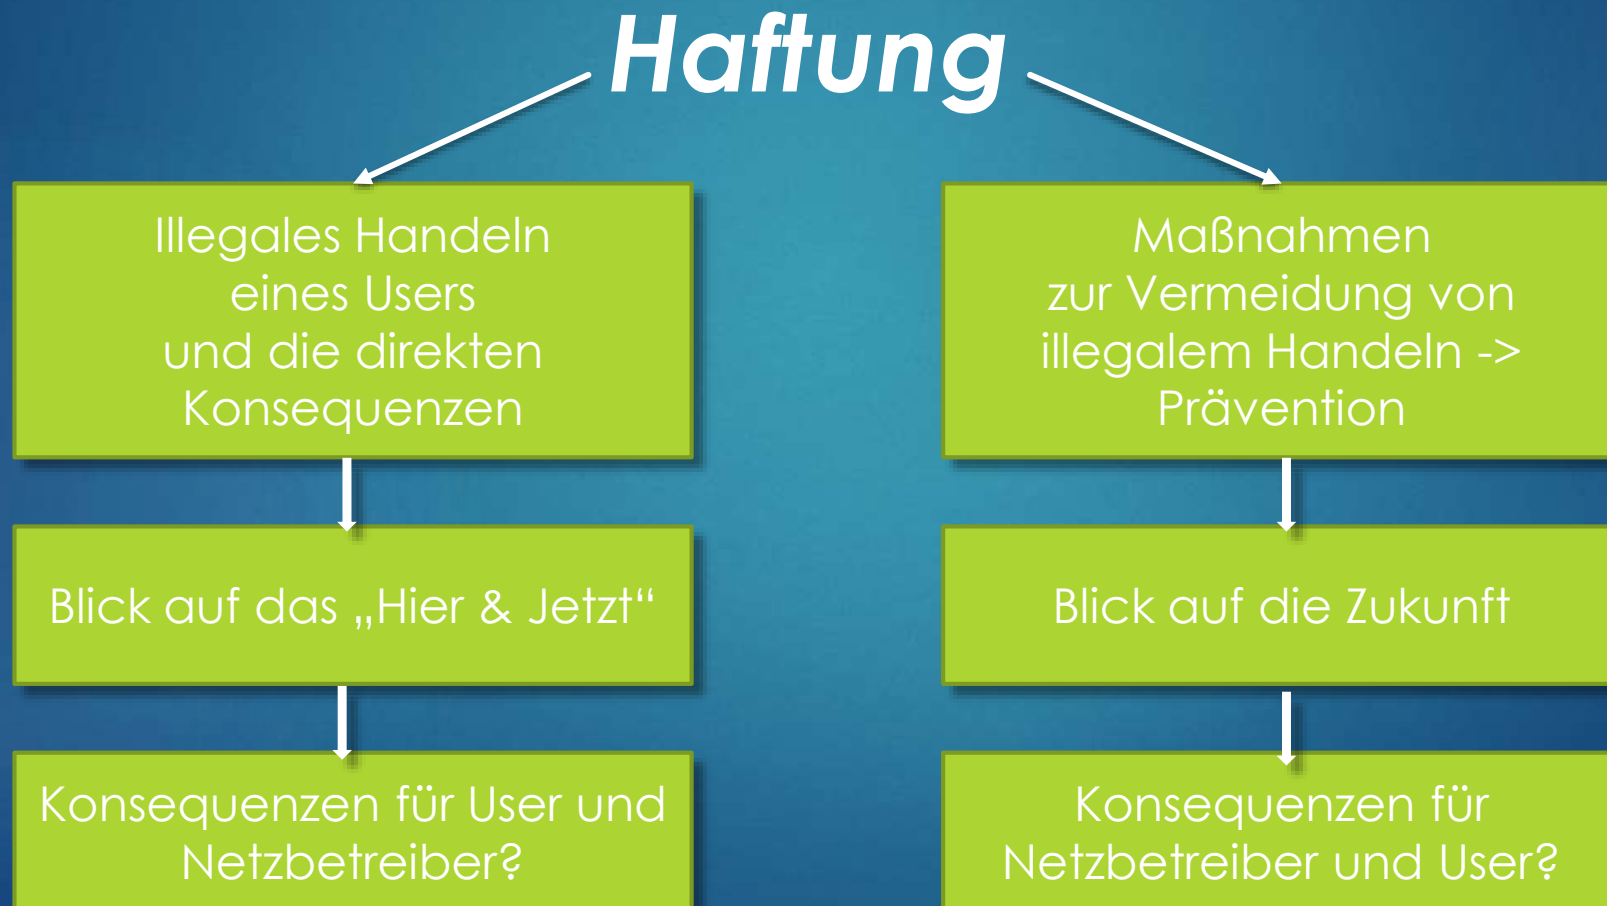 Haftung
Illegales Handeln
eines Users
und die direkten
Konsequenzen
Blick auf das „Hier & Jetzt“
Konsequenzen für User und
Netzbetreiber?
Maßnahmen
zur Vermeidung von
illegalem Handeln ->
Prävention
Blick auf die Zukunft
Konsequenzen für
Netzbetreiber und User?